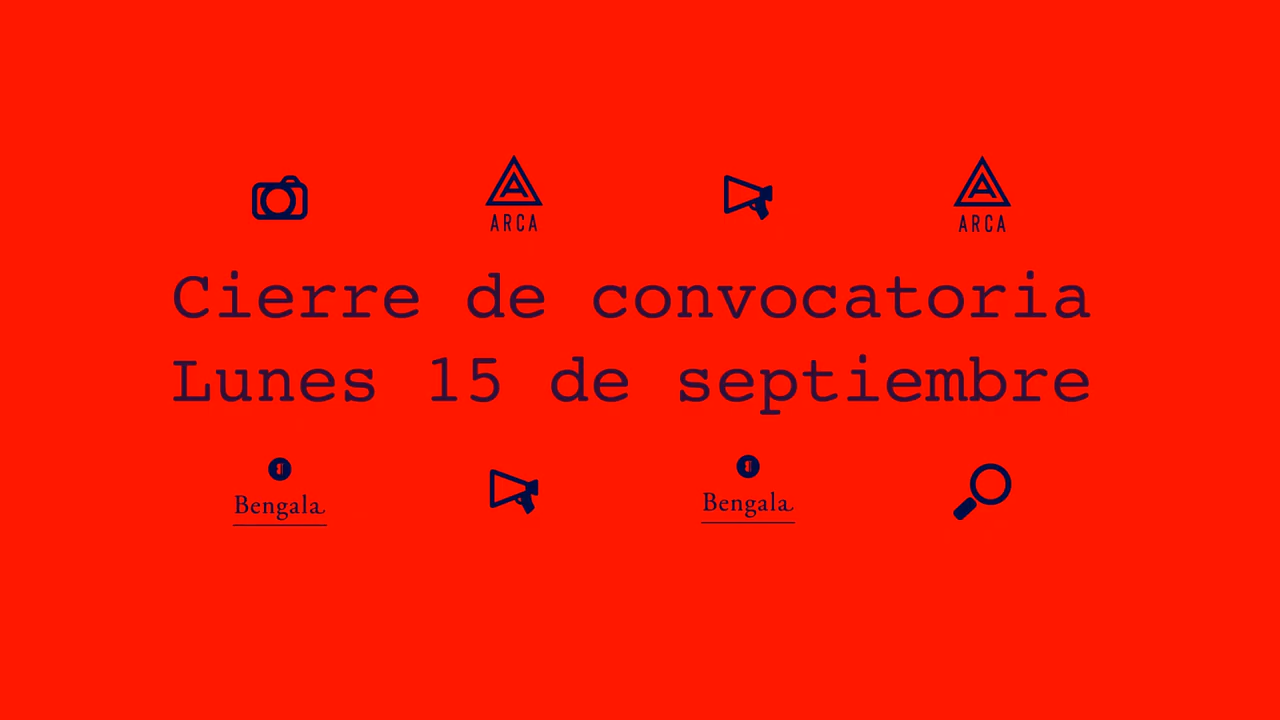 ARCA
ARCA
Cierre de convocatoria
Lunes 15 de septiembre
Bengala
Bengala